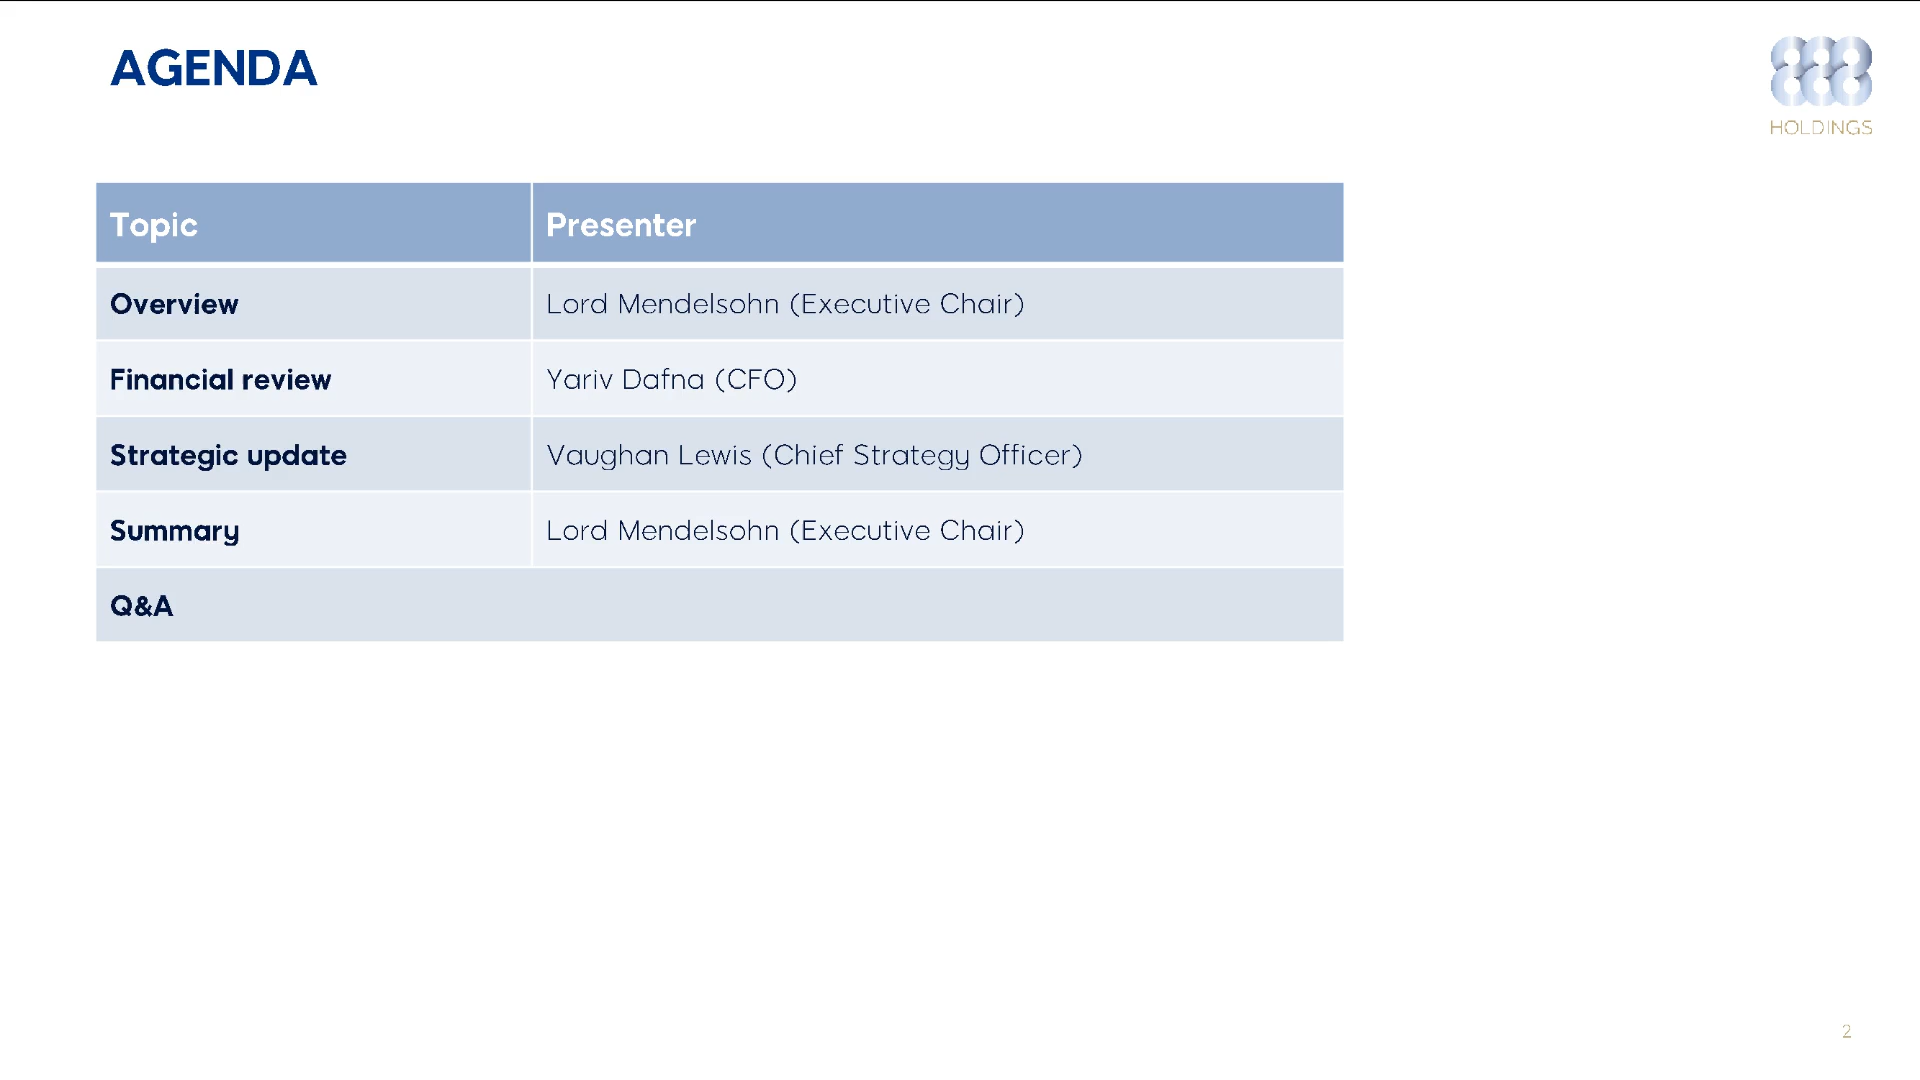 AGENDA
888
HOLDINGS
Topic Presenter
Overview Lord Mendelsohn (Executive Chair)
Financial review Yariv Dafna (CFO)
Strategic update Vaughan Lewis (Chief Strategy Officer)
Summary Lord Mendelsohn (Executive Chair)
Q&A
2